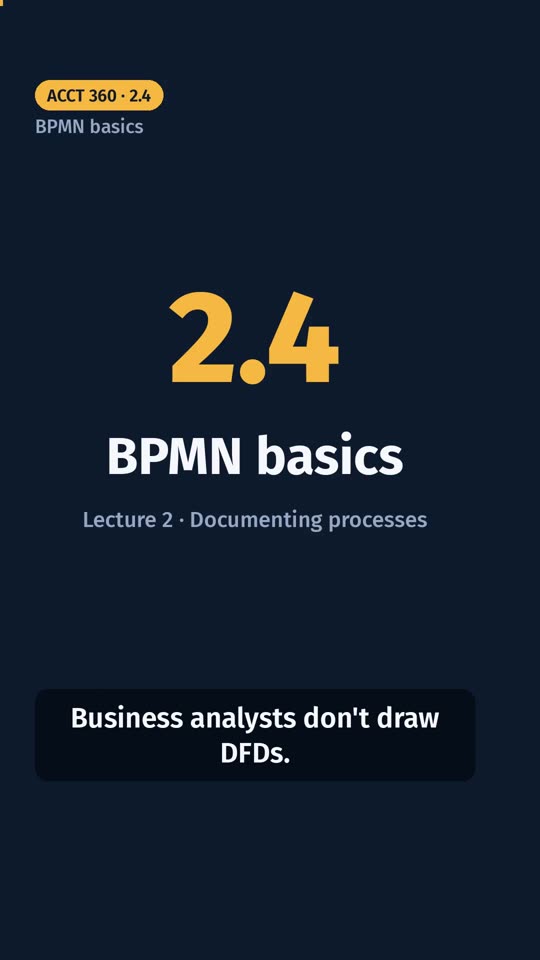 ACCT 360 · 2.4
BPMN basics
2.4
BPMN basics
Lecture 2 · Documenting processes
Business analysts don't draw
DFDs.